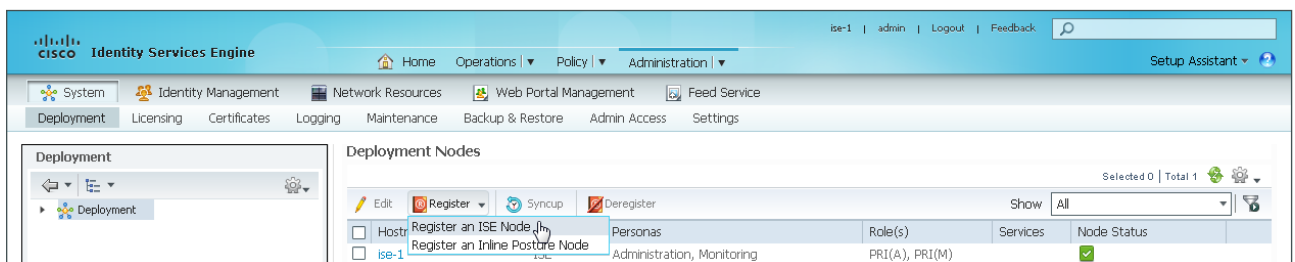 ise-1 | admin | Logout | Feedback
CISCO Identity Services Engine
Home Operations | Policy | Administration | Setup Assistant
System Identity Management Network Resources Web Portal Management Feed Service
Deployment Licensing Certificates Logging Maintenance Backup & Restore Admin Access Settings
Deployment
Deployment
Deployment Nodes
Selected 0 | Total 1
Edit Register Syncup Deregister Show All
Register an ISE Node
Register an Inline Posture Node
Personas Role(s) Services Node Status
ise-1 ISE Administration, Monitoring PRI(A), PRI(M)